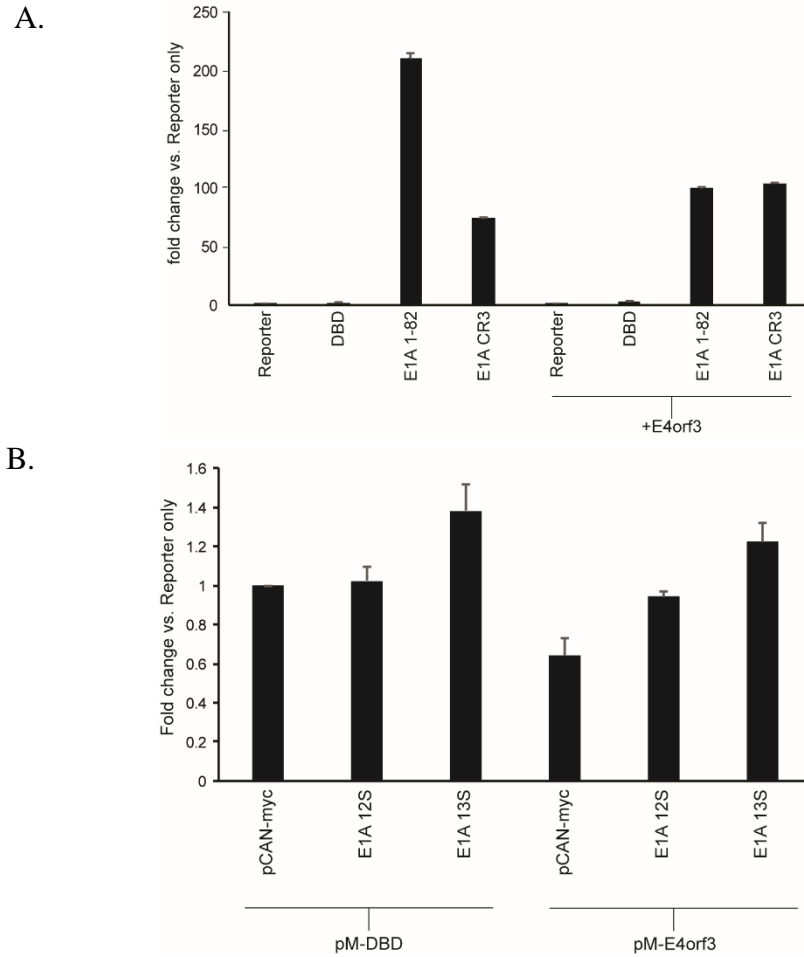 A.
fold change vs. Reporter only
250
200
150
100
50
0
Reporter
DBD
E1A 1-82
E1A CR3
Reporter
DBD
E1A 1-82
E1A CR3
+E4orf3
B.
Fold change vs. Reporter only
1.6
1.4
1.2
1
0.8
0.6
0.4
0.2
0
pCAN-myc
E1A 12S
E1A 13S
pCAN-myc
E1A 12S
E1A 13S
pM-DBD
pM-E4orf3